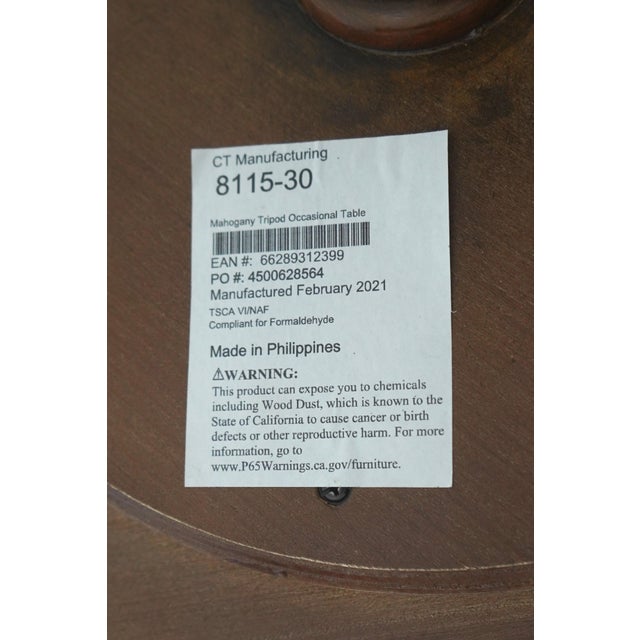 CT Manufacturing
8115-30
Mahogany Tripod Occasional Table
EAN #: 66289312399
PO #: 4500628564
Manufactured February 2021
TSCA VI/NAF
Compliant for Formaldehyde
Made in Philippines
⚠WARNING:
This product can expose you to chemicals
including Wood Dust, which is known to the
State of California to cause cancer or birth
defects or other reproductive harm. For more
information, go to
www.P65Warnings.ca.gov/furniture.